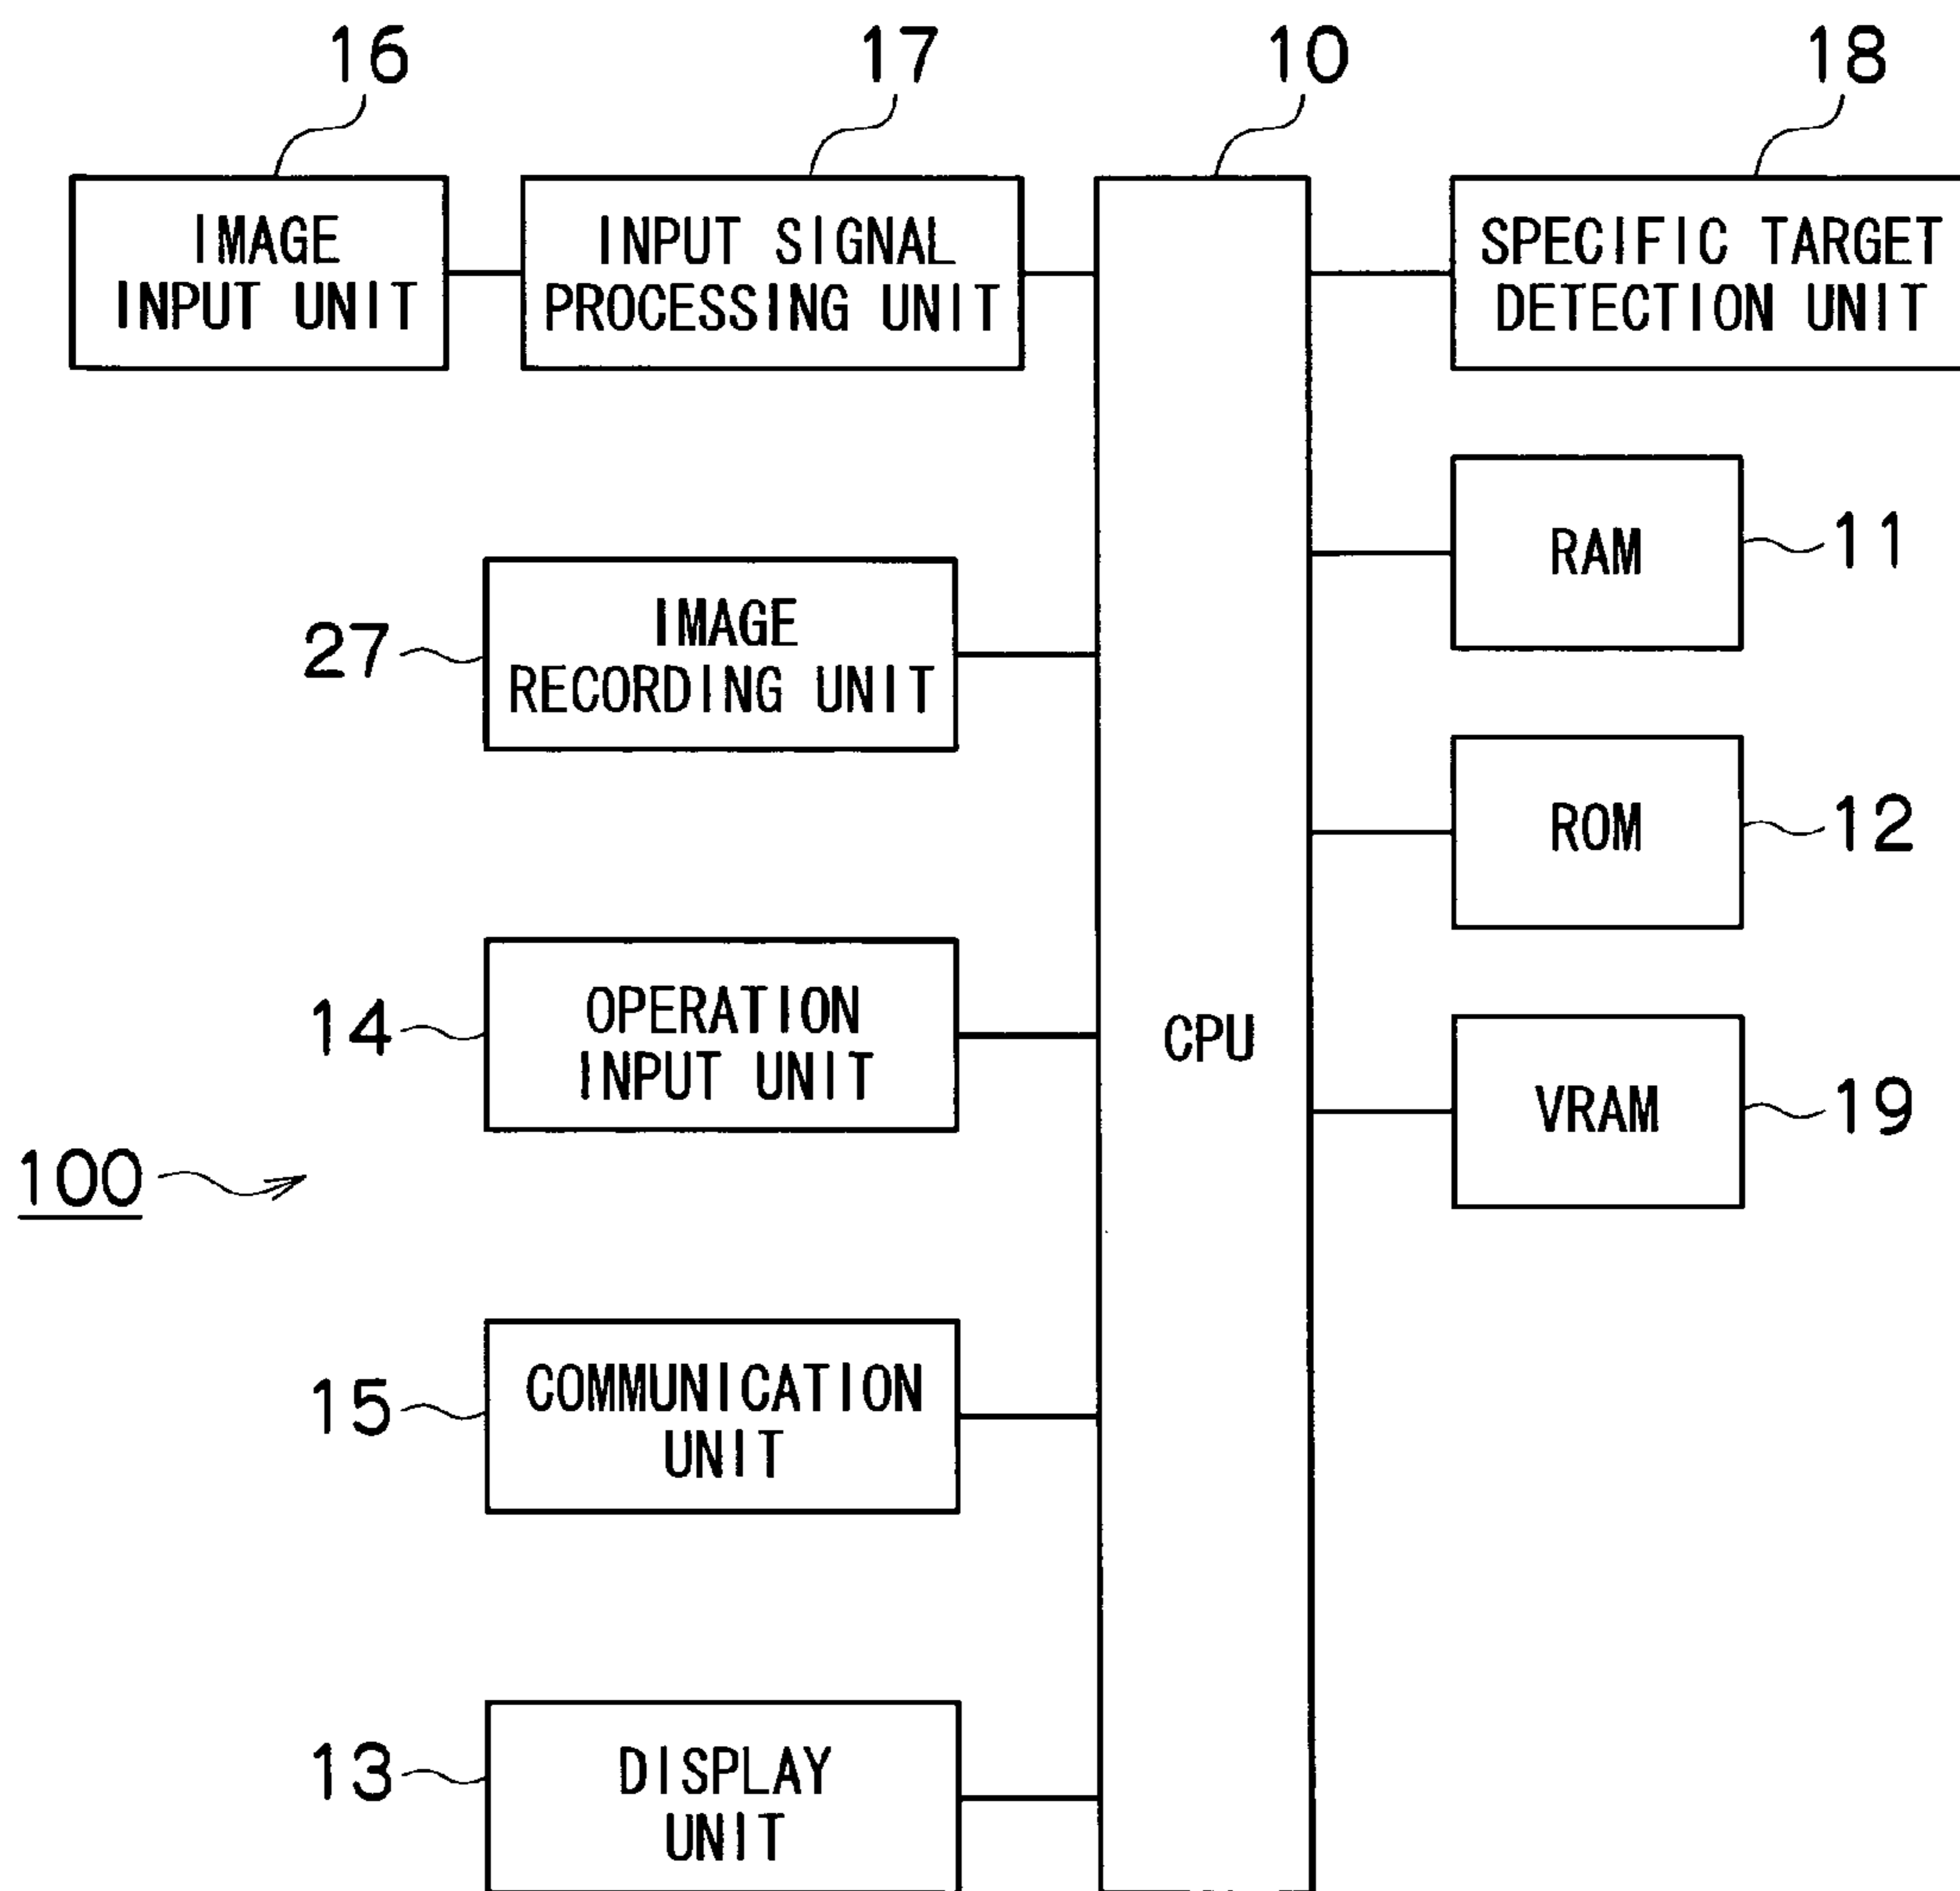 16
17
10
18
IMAGE
INPUT UNIT
INPUT SIGNAL
PROCESSING UNIT
SPECIFIC TARGET
DETECTION UNIT
RAM
11
27
IMAGE
RECORDING UNIT
ROM
12
14
OPERATION
INPUT UNIT
CPU
VRAM
19
100
15
COMMUNICATION
UNIT
13
DISPLAY
UNIT